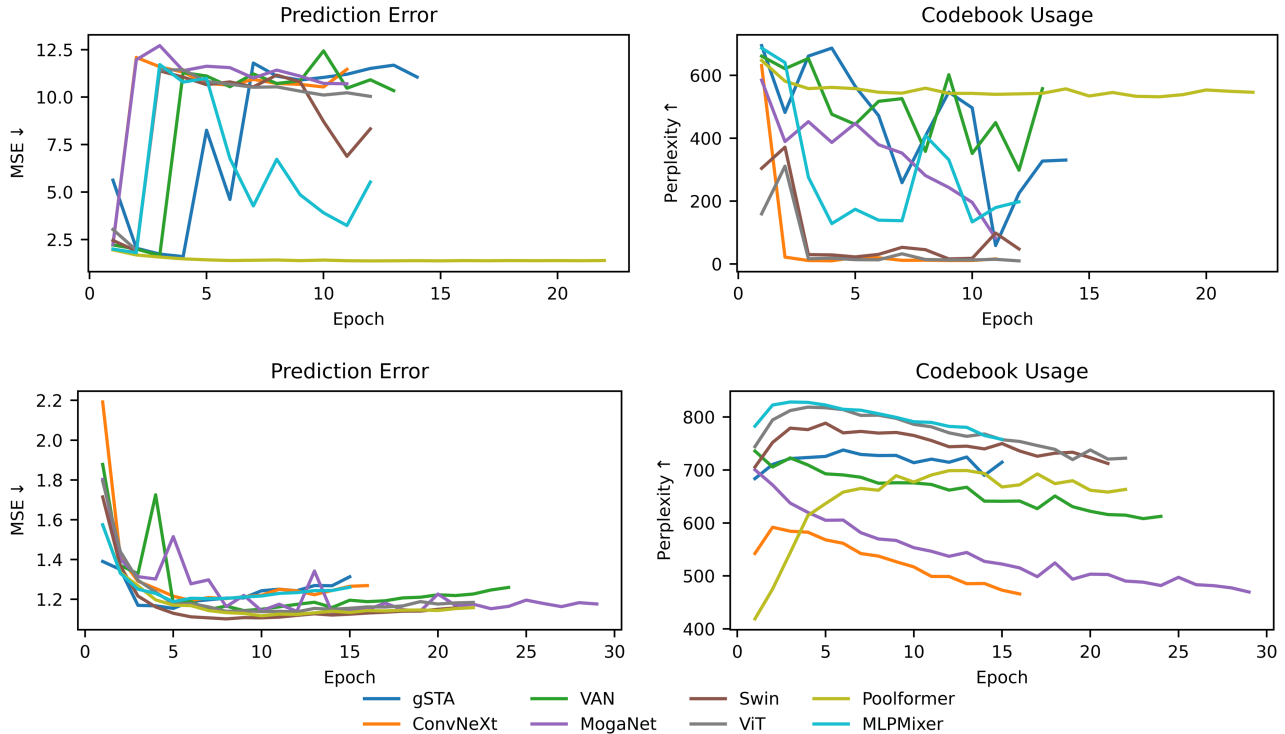 Prediction Error
Codebook Usage
MSE ↓
12.5
10.0
7.5
5.0
2.5
0 5 10 15 20
Epoch
Perplexity ↑
600
400
200
0
0 5 10 15 20
Epoch
Prediction Error
Codebook Usage
MSE ↓
2.2
2.0
1.8
1.6
1.4
1.2
0 5 10 15 20 25 30
Epoch
Perplexity ↑
800
700
600
500
400
0 5 10 15 20 25 30
Epoch
gSTA VAN Swin Poolformer
ConvNeXt MogaNet ViT MLPMixer